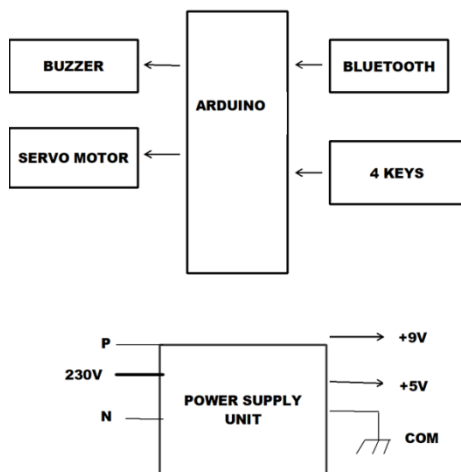 BUZZER
SERVO MOTOR
ARDUINO
BLUETOOTH
4 KEYS
P
230V
N
POWER SUPPLY
UNIT
+9V
+5V
COM